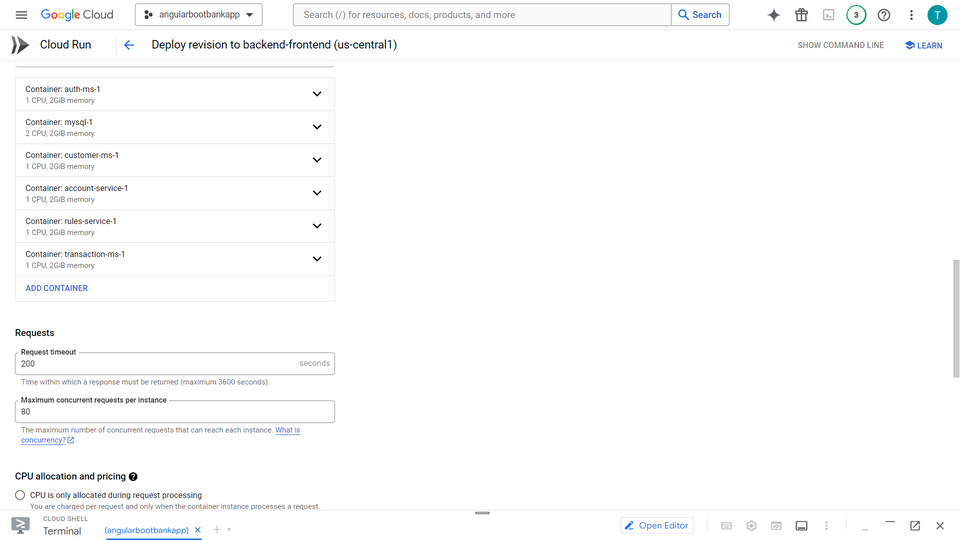 Google Cloud
angularbootbankapp
Search (/) for resources, docs, products, and more
Search
3
T
Cloud Run
Deploy revision to backend-frontend (us-central1)
SHOW COMMAND LINE
LEARN
Container: auth-ms-1
1 CPU, 2GiB memory
Container: mysql-1
2 CPU, 2GiB memory
Container: customer-ms-1
1 CPU, 2GiB memory
Container: account-service-1
1 CPU, 2GiB memory
Container: rules-service-1
1 CPU, 2GiB memory
Container: transaction-ms-1
1 CPU, 2GiB memory
ADD CONTAINER
Requests
Request timeout
200 seconds
Time within which a response must be returned (maximum 3600 seconds).
Maximum concurrent requests per instance
80
The maximum number of concurrent requests that can reach each instance. What is
concurrency?
CPU allocation and pricing
CPU is only allocated during request processing
You are charged per request and only when the container instance processes a request.
CLOUD SHELL
Terminal
(angularbootbankapp)
Open Editor